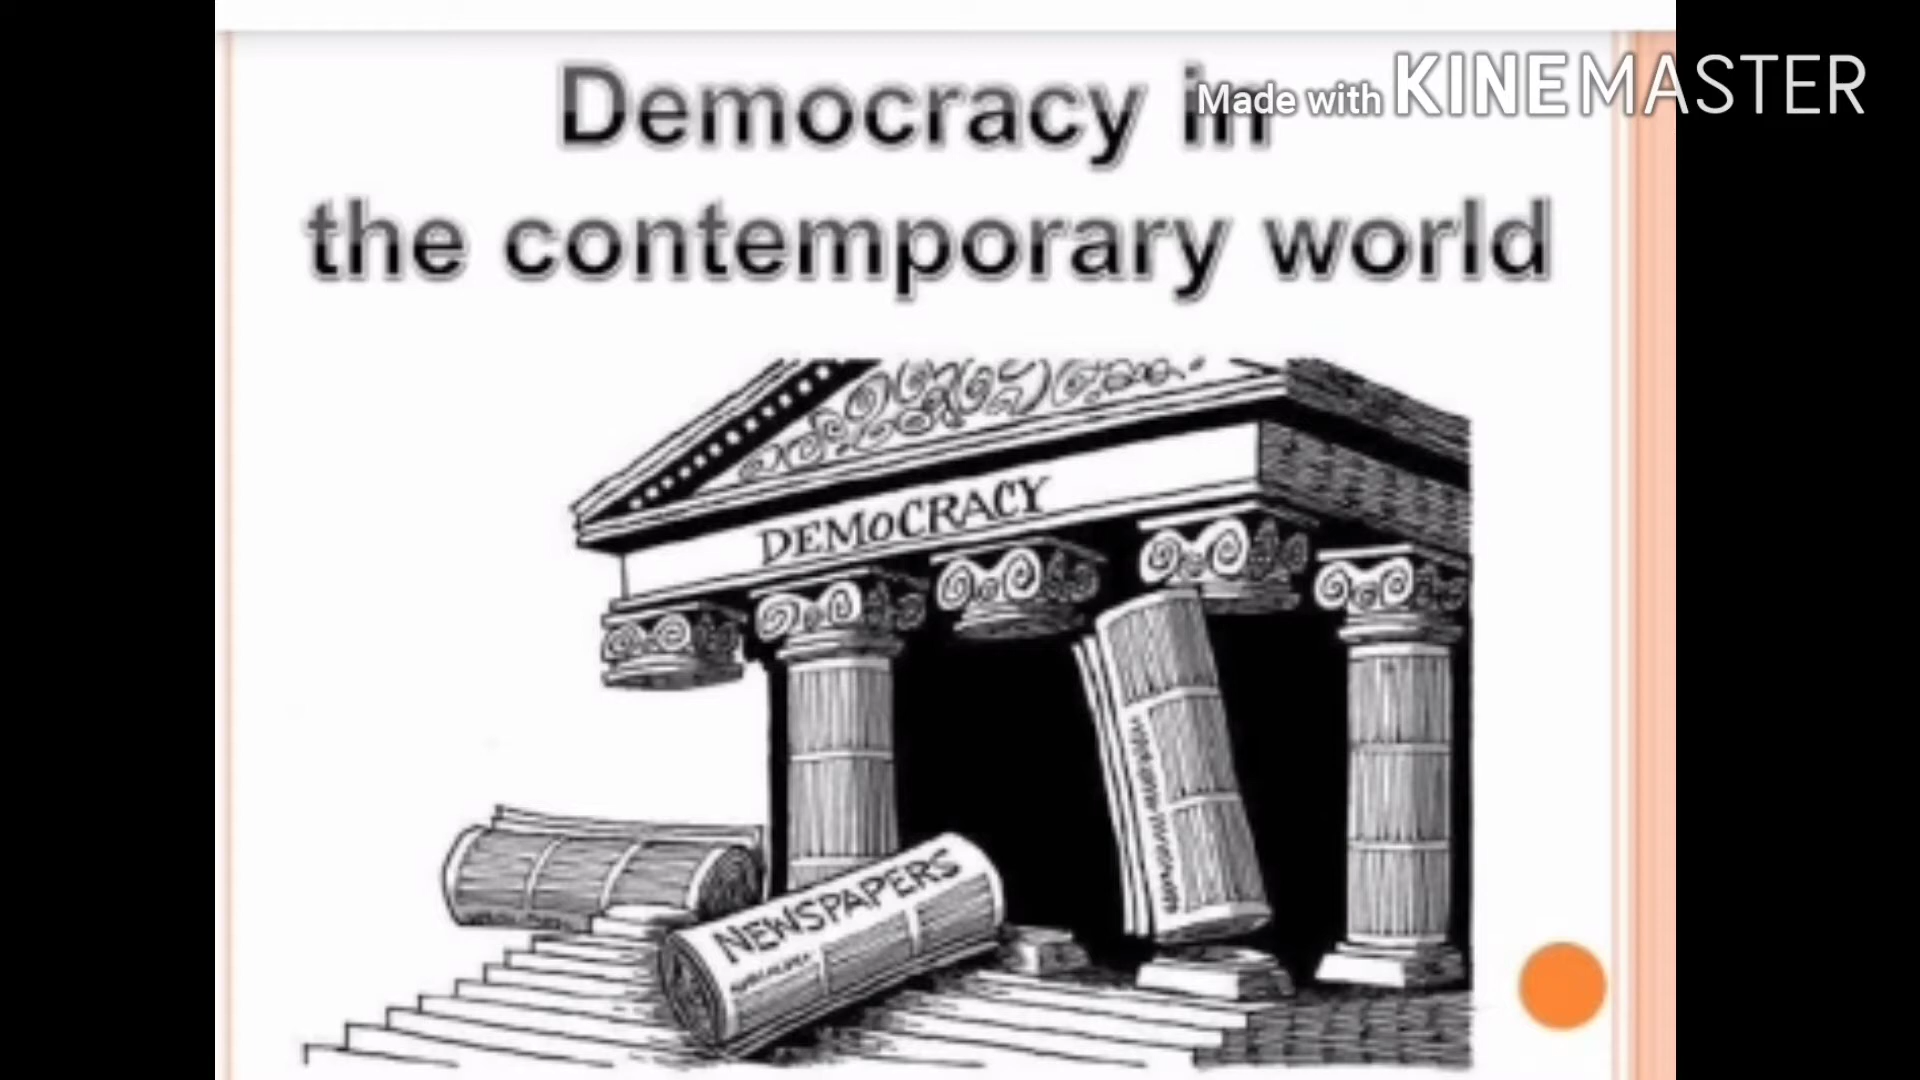 Democracy in
Made with KINEMASTER
the contemporary world
DEMOCRACY
NEWSPAPERS